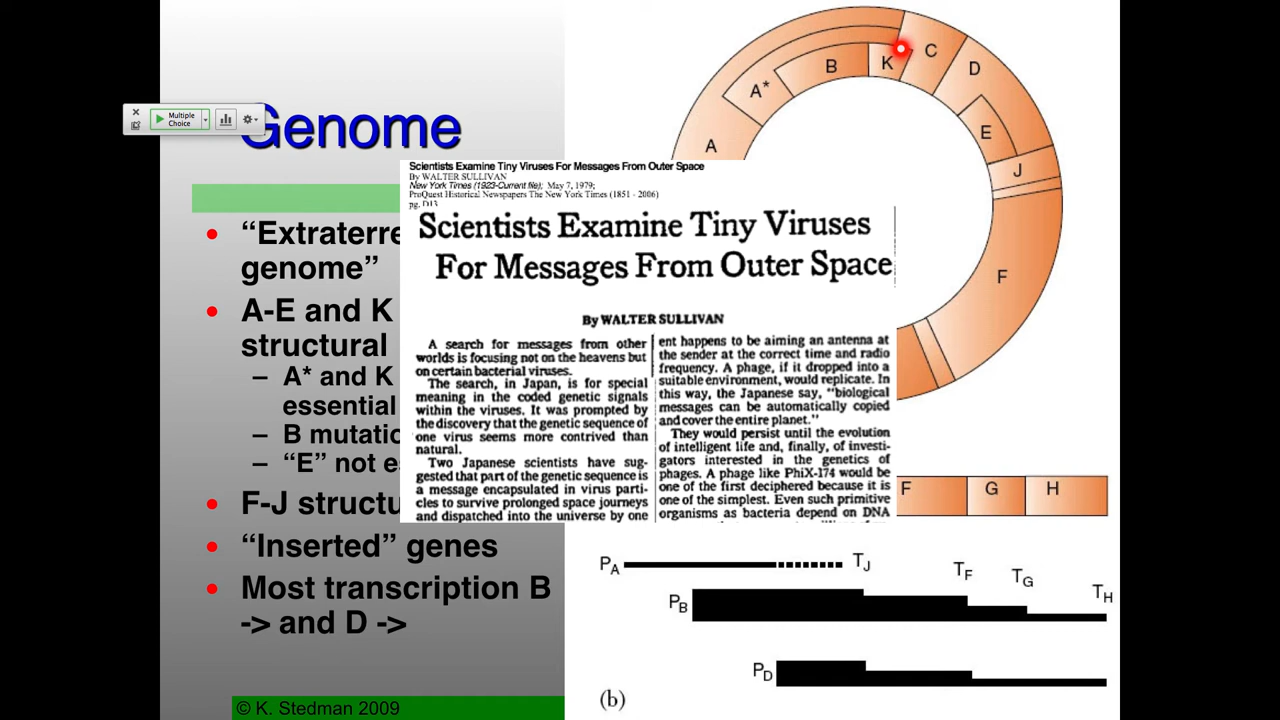 Multiple
Choice
Genome
"Extraterre
genome"
A-E and K
structural
– A* and K
essential
– B mutatio
– "E" not es
F-J structu
"Inserted" genes
Most transcription B
-> and D ->
© K. Stedman 2009
Scientists Examine Tiny Viruses For Messages From Outer Space
By WALTER SULLIVAN
New York Times (1923-Current file); May 7, 1979;
ProQuest Historical Newspapers The New York Times (1851 - 2006)
pg. D13
Scientists Examine Tiny Viruses
For Messages From Outer Space
By WALTER SULLIVAN
A search for messages from other
worlds is focusing not on the heavens but
on certain bacterial viruses.
The search, in Japan, is for special
meaning in the coded genetic signals
within the viruses. It was prompted by
the discovery that the genetic sequence of
one virus seems more contrived than
natural.
Two Japanese scientists have sug-
gested that part of the genetic sequence is
a message encapsulated in virus parti-
cles to survive prolonged space journeys
and dispatched into the universe by one
ent happens to be aiming an antenna at
the sender at the correct time and radio
frequency. A phage, if it dropped into a
suitable environment, would replicate. In
this way, the Japanese say, "biological
messages can be automatically copied
and cover the entire planet."
They would persist until the evolution
of intelligent life and, finally, of investi-
gators interested in the genetics of
phages. A phage like PhiX-174 would be
one of the first deciphered because it is
one of the simplest. Even such primitive
organisms as bacteria depend on DNA
A
A*
B
K
C
D
E
J
F
F G H
PA
TJ
TF
TG
TH
PB
PD
(b)